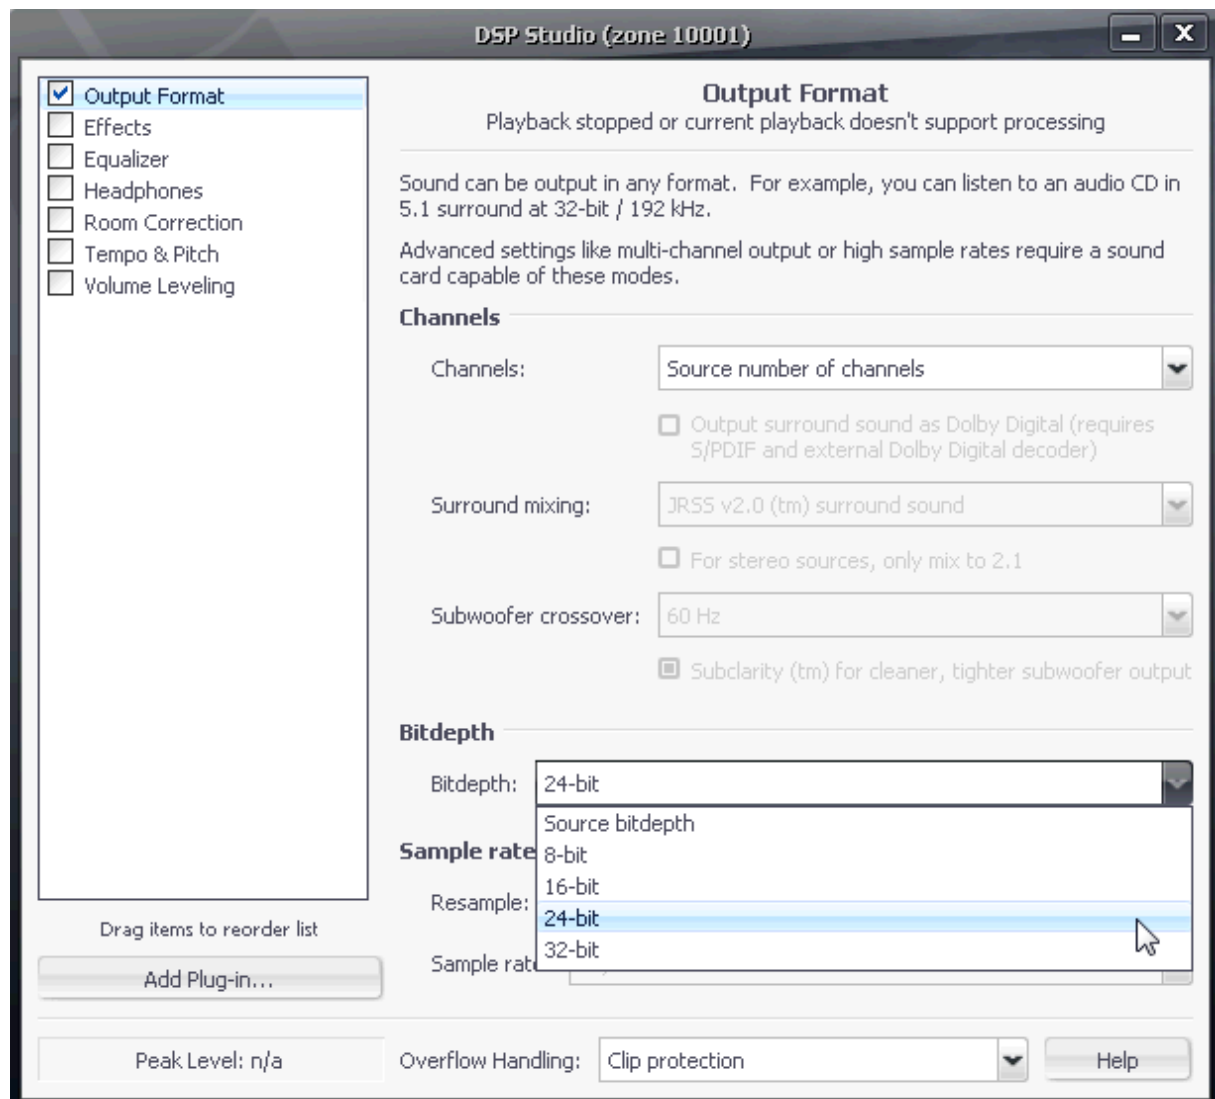 DSP Studio (zone 10001)
Output Format
Effects
Equalizer
Headphones
Room Correction
Tempo & Pitch
Volume Leveling
Drag items to reorder list
Add Plug-in...
Peak Level: n/a
Output Format
Playback stopped or current playback doesn't support processing
Sound can be output in any format. For example, you can listen to an audio CD in
5.1 surround at 32-bit / 192 kHz.
Advanced settings like multi-channel output or high sample rates require a sound
card capable of these modes.
Channels
Channels: Source number of channels
Output surround sound as Dolby Digital (requires
S/PDIF and external Dolby Digital decoder)
Surround mixing: JRSS v2.0 (tm) surround sound
For stereo sources, only mix to 2.1
Subwoofer crossover: 60 Hz
Subclarity (tm) for cleaner, tighter subwoofer output
Bitdepth
Bitdepth: 24-bit
Source bitdepth
8-bit
16-bit
24-bit
32-bit
Sample rate
Resample:
Sample rat
Overflow Handling: Clip protection
Help